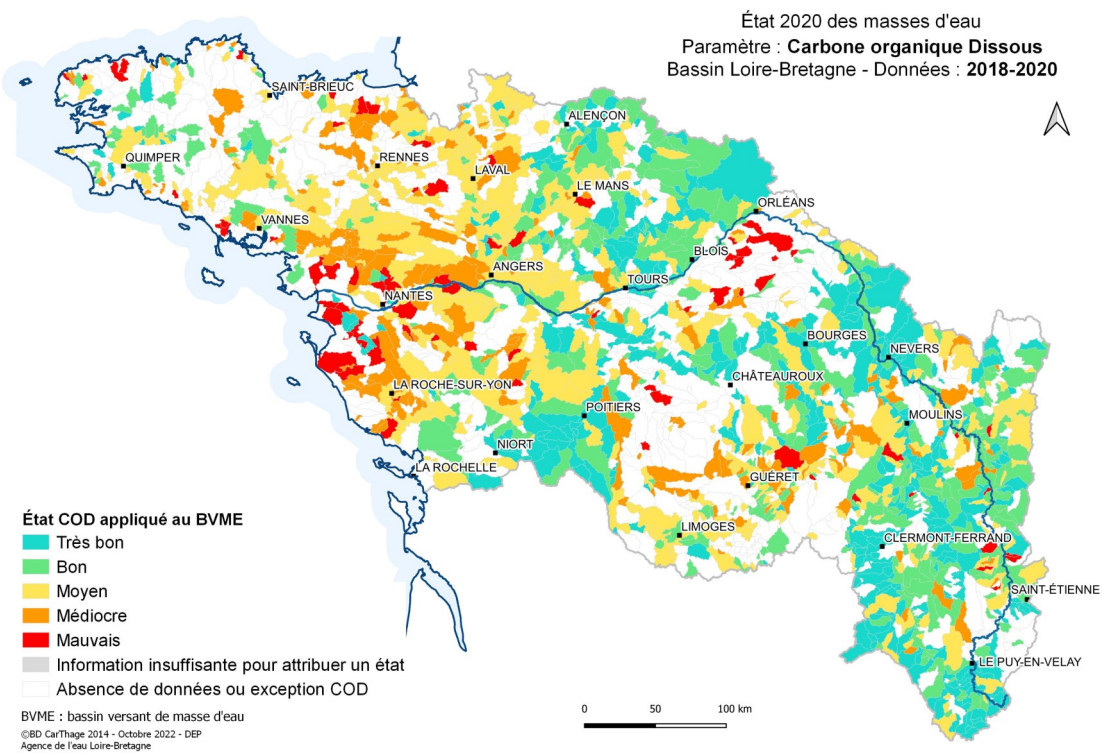 État 2020 des masses d'eau
Paramètre : Carbone organique Dissous
Bassin Loire-Bretagne - Données : 2018-2020
SAINT-BRIEUC
ALENÇON
QUIMPER
RENNES
LAVAL
LE MANS
ORLÉANS
VANNES
BLOIS
ANGERS
TOURS
NANTES
BOURGES
NEVERS
CHÂTEAUROUX
LA ROCHE-SUR-YON
POITIERS
MOULINS
NIORT
LA ROCHELLE
GUÉRET
LIMOGES
CLERMONT-FERRAND
SAINT-ÉTIENNE
LE PUY-EN-VELAY
État COD appliqué au BVME
Très bon
Bon
Moyen
Médiocre
Mauvais
Information insuffisante pour attribuer un état
Absence de données ou exception COD
BVME : bassin versant de masse d'eau
©BD CarThage 2014 - Octobre 2022 - DEP
Agence de l'eau Loire-Bretagne
0 50 100 km